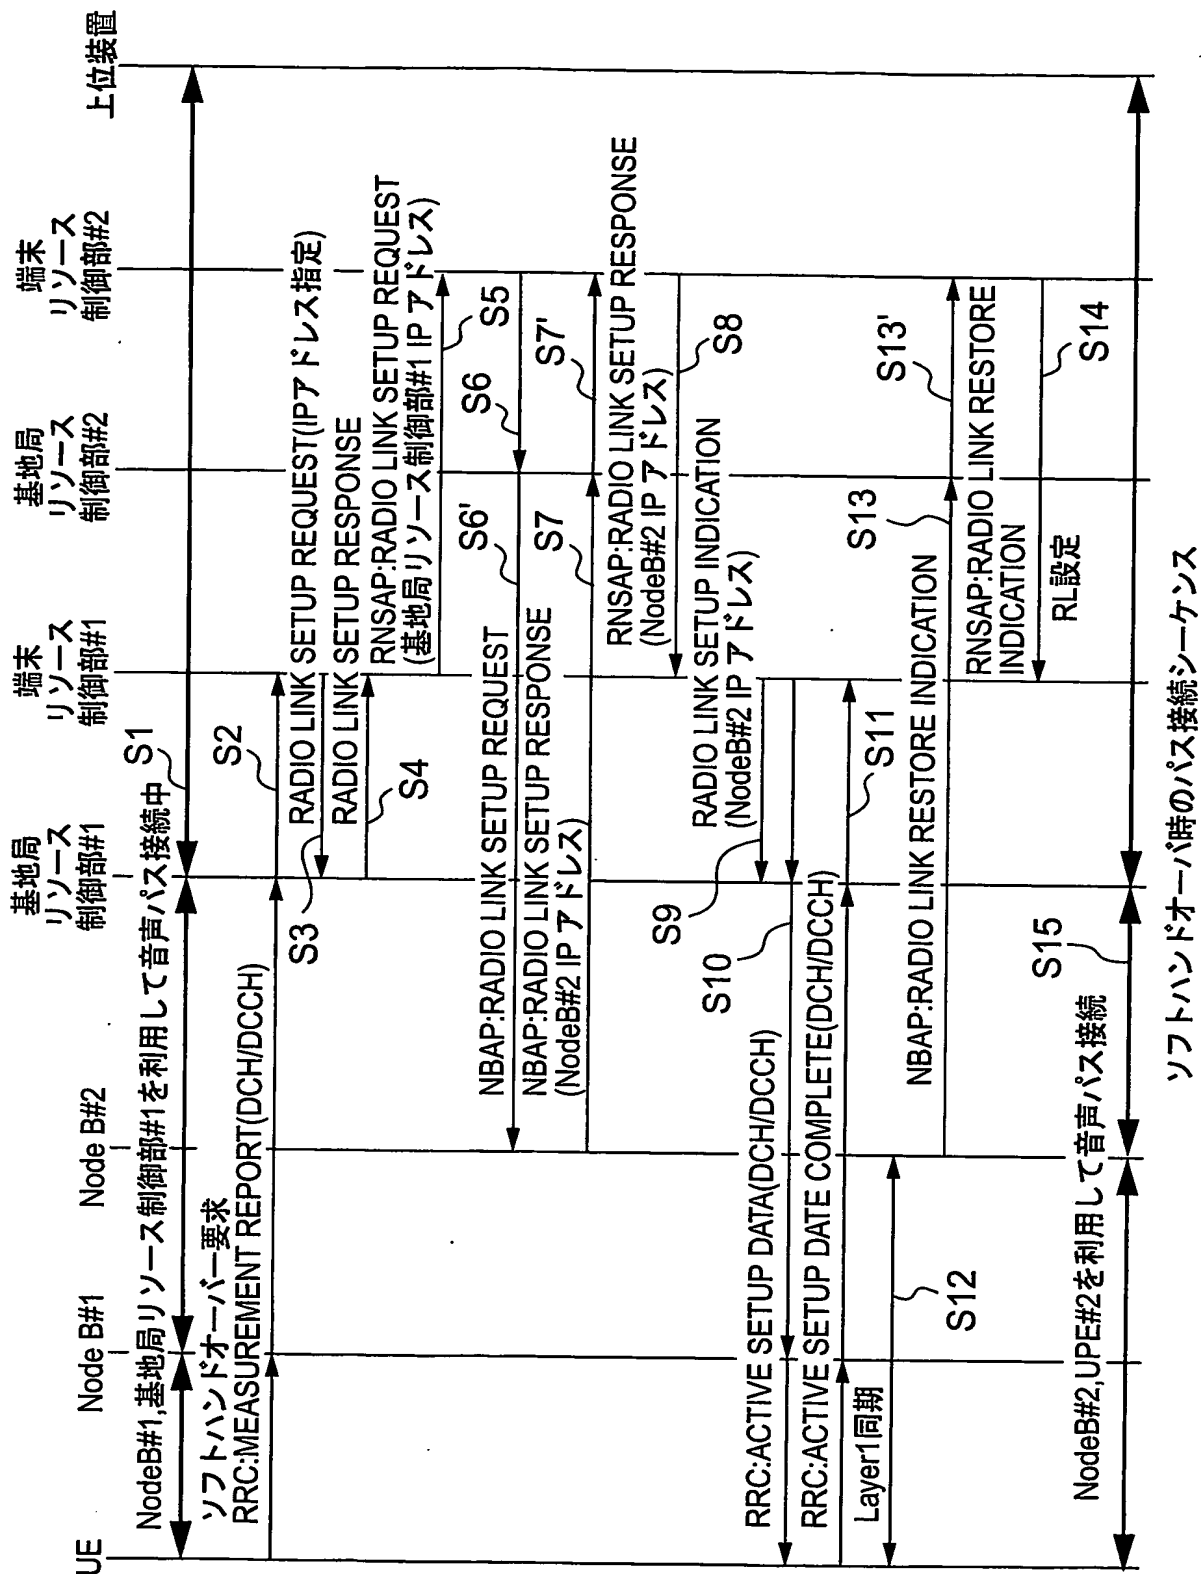 UE
Node B#1
Node B#2
基地局
リソース
制御部#1
端末
リソース
制御部#1
基地局
リソース
制御部#2
端末
リソース
制御部#2
上位装置
NodeB#1,基地局リソース制御部#1を利用して音声パス接続中
S1
ソフトハンドオーバー要求
RRC:MEASUREMENT REPORT(DCH/DCCH)
S2
RADIO LINK SETUP REQUEST(IPアドレス指定)
S3
RADIO LINK SETUP RESPONSE
S4
RNSAP:RADIO LINK SETUP REQUEST
(基地局リソース制御部#1 IP アドレス)
S5
S6
NBAP:RADIO LINK SETUP REQUEST
S6'
NBAP:RADIO LINK SETUP RESPONSE
(NodeB#2 IP アドレス)
S7
S7'
RNSAP:RADIO LINK SETUP RESPONSE
(NodeB#2 IP アドレス)
S8
RADIO LINK SETUP INDICATION
(NodeB#2 IP アドレス)
S9
RRC:ACTIVE SETUP DATA(DCH/DCCH)
S10
RRC:ACTIVE SETUP DATE COMPLETE(DCH/DCCH)
S11
Layer1同期
S12
NBAP:RADIO LINK RESTORE INDICATION
S13
S13'
RNSAP:RADIO LINK RESTORE
INDICATION
RL設定
S14
NodeB#2,UPE#2を利用して音声パス接続
S15
ソフトハンドオーバ時のパス接続シーケンス